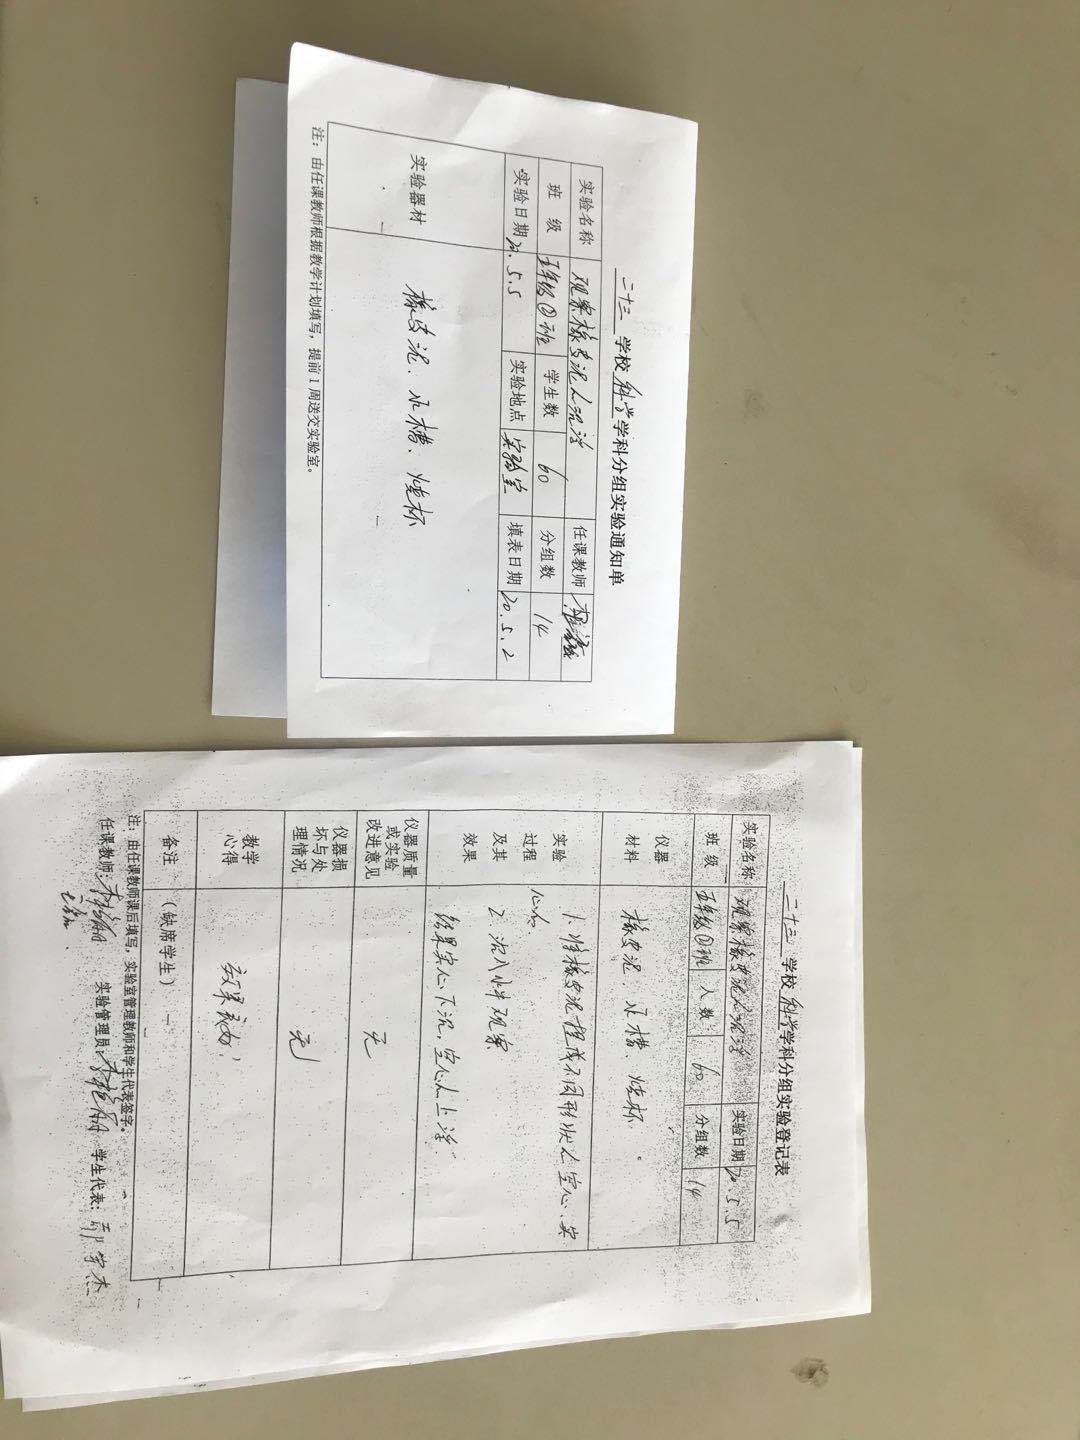 二十三 学校 科学 学科分组实验通知单
实验名称 观察橡皮泥的沉浮 任课教师
班 级 五年级②班 学生数 60 分组数 14
实验日期 20.5.5 实验地点 实验室 填表日期 20.5.2
实验器材 橡皮泥、水槽、烧杯
注：由任课教师根据教学计划填写，提前1周送交实验室。
二十三 学校 科学 学科分组实验登记表
实验名称 观察橡皮泥的沉浮 实验日期 20.5.5
班 级 五年级②班 人数 60 分组数 14
仪器材料 橡皮泥、水槽、烧杯.
实验过程及其效果 1、将橡皮泥捏成不同形状的空心、实
心的
2、沉入水中观察
结果实心下沉，空心的上浮.
仪器质量或实验改进意见 无
仪器损坏与处理情况 无
教学心得 效果很好！
备注 （缺席学生）
注：由任课教师课后填写，实验室管理教师和学生代表签字。
任课教师: 实验管理员: 学生代表: